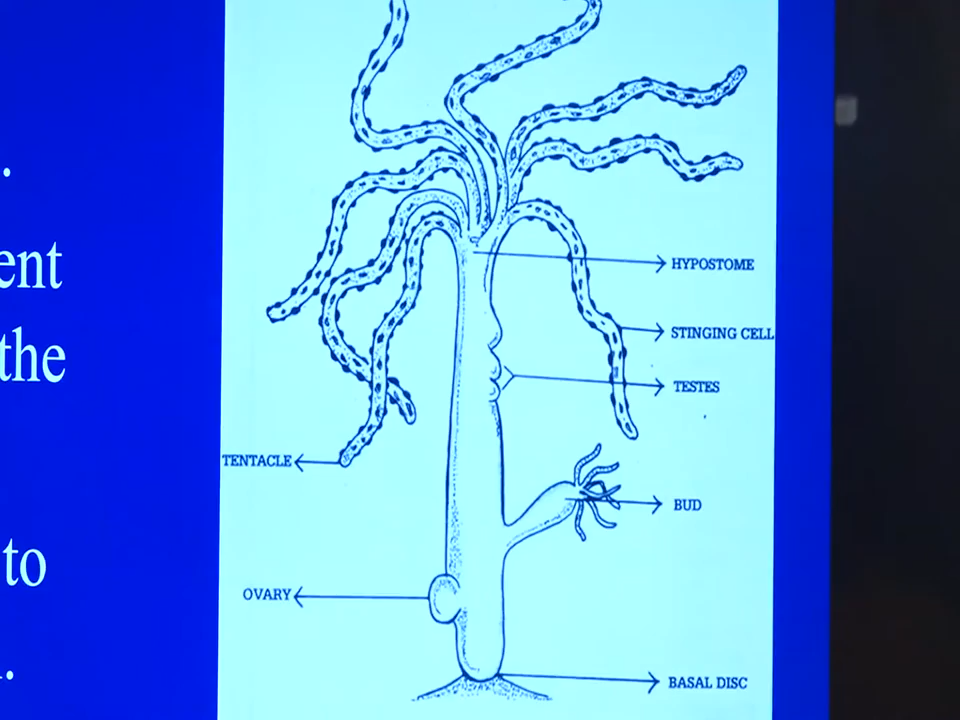 .
ent
the
to
.
HYPOSTOME
STINGING CELL
TESTES
TENTACLE
BUD
OVARY
BASAL DISC